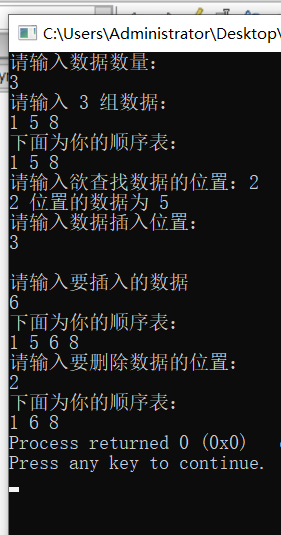 C:\Users\Administrator\Desktop\
请输入数据数量:
3
请输入 3 组数据:
1 5 8
下面为你的顺序表:
1 5 8
请输入欲查找数据的位置: 2
2 位置的数据为 5
请输入数据插入位置:
3
请输入要插入的数据
6
下面为你的顺序表:
1 5 6 8
请输入要删除数据的位置:
2
下面为你的顺序表:
1 6 8
Process returned 0 (0x0)
Press any key to continue.